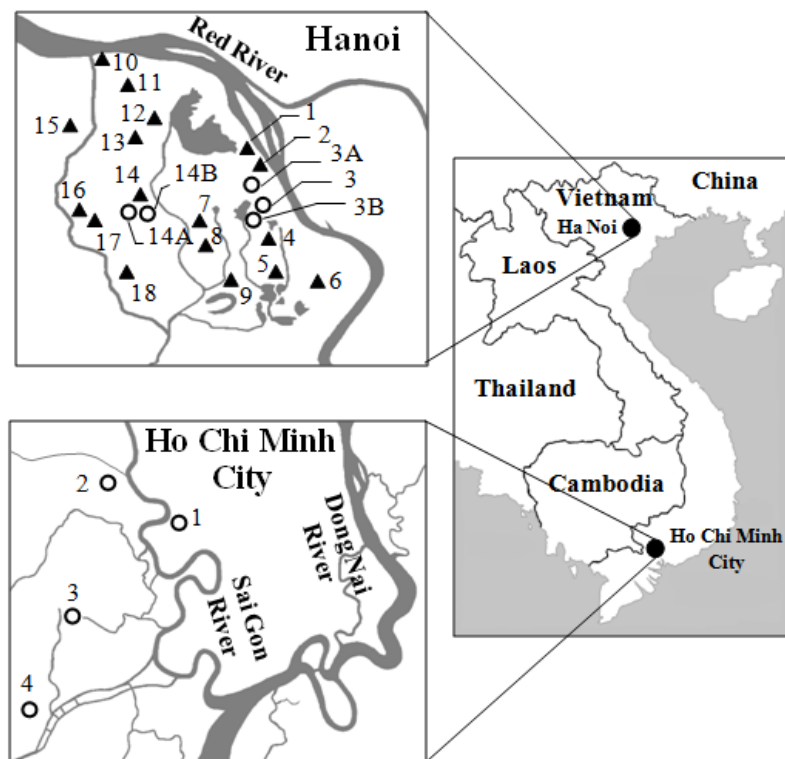 Hanoi
Red River
10
11
12
13
15
1
2
3A
3
3B
14
14B
16
17
14A
7
8
4
5
6
9
18
China
Vietnam
Ha Noi
Laos
Thailand
Cambodia
Ho Chi Minh
City
Ho Chi Minh
City
2
1
Dong Nai
River
Sai Gon
River
3
4